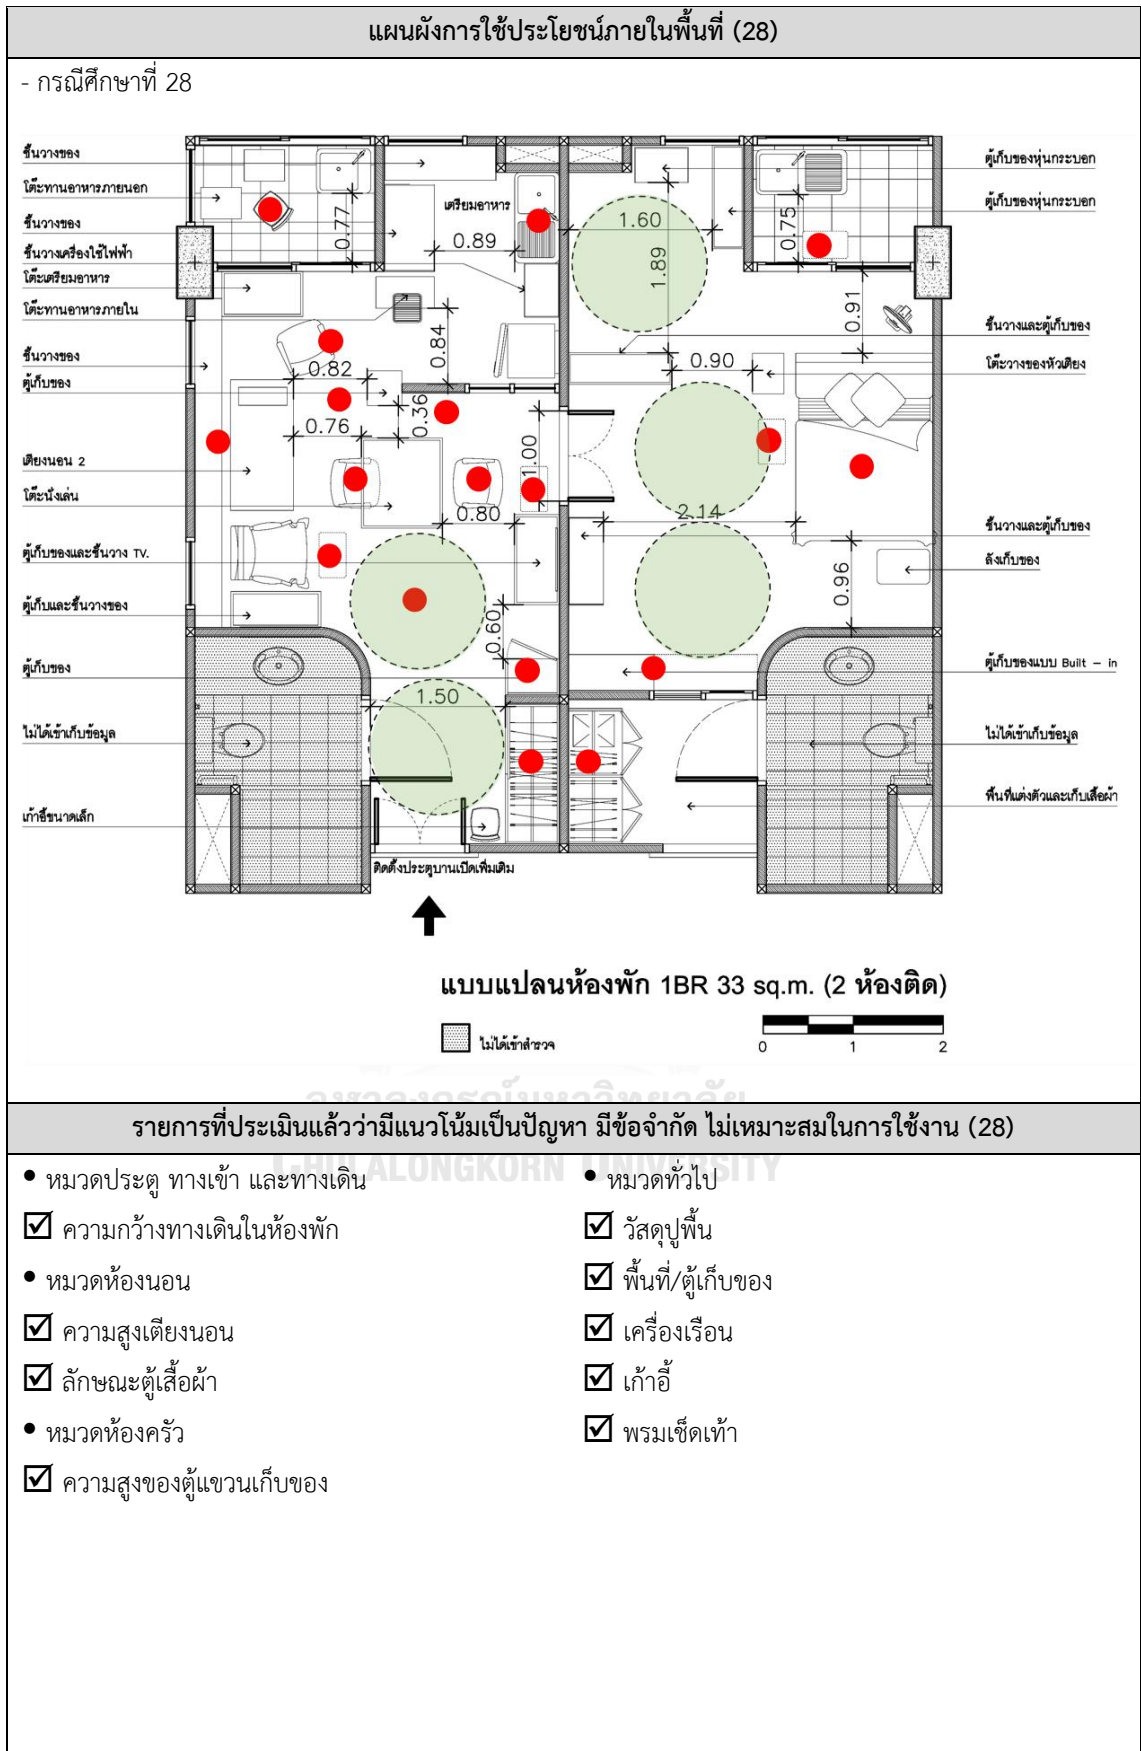 แผนผังการใช้ประโยชน์ภายในพื้นที่ (28)
- กรณีศึกษาที่ 28
ชั้นวางของ
โต๊ะทานอาหารภายนอก
ชั้นวางของ
ชั้นวางเครื่องใช้ไฟฟ้า
โต๊ะเตรียมอาหาร
โต๊ะทานอาหารภายใน
ชั้นวางของ
ตู้เก็บของ
เตียงนอน 2
โต๊ะนั่งเล่น
ตู้เก็บของและชั้นวาง TV.
ตู้เก็บและชั้นวางของ
ตู้เก็บของ
ไม่ได้เข้าเก็บข้อมูล
เก้าอี้ขนาดเล็ก
เตรียมอาหาร
0.77
0.89
0.84
0.82
0.36
0.76
1.00
0.80
0.60
1.50
ติดตั้งประตูบานเปิดเพิ่มเติม
1.60
1.89
0.75
0.91
0.90
2.14
0.96
ตู้เก็บของหุ่นกระบอก
ตู้เก็บของหุ่นกระบอก
ชั้นวางและตู้เก็บของ
โต๊ะวางของหัวเตียง
ชั้นวางและตู้เก็บของ
ลังเก็บของ
ตู้เก็บของแบบ Built - in
ไม่ได้เข้าเก็บข้อมูล
พื้นที่แต่งตัวและเก็บเสื้อผ้า
แบบแปลนห้องพัก 1BR 33 sq.m. (2 ห้องติด)
ไม่ได้เข้าสำรวจ
0 1 2
จุฬาลงกรณ์มหาวิทยาลัย
CHULALONGKORN UNIVERSITY
รายการที่ประเมินแล้วว่ามีแนวโน้มเป็นปัญหา มีข้อจำกัด ไม่เหมาะสมในการใช้งาน (28)
• หมวดประตู ทางเข้า และทางเดิน
☑ ความกว้างทางเดินในห้องพัก
• หมวดห้องนอน
☑ ความสูงเตียงนอน
☑ ลักษณะตู้เสื้อผ้า
• หมวดห้องครัว
☑ ความสูงของตู้แขวนเก็บของ
• หมวดทั่วไป
☑ วัสดุปูพื้น
☑ พื้นที่/ตู้เก็บของ
☑ เครื่องเรือน
☑ เก้าอี้
☑ พรมเช็ดเท้า